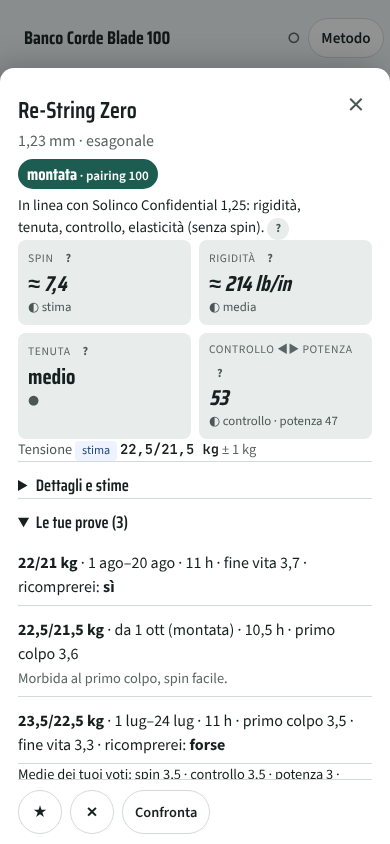 Banco Corde Blade 100
Metodo
Re-String Zero
1,23 mm · esagonale
montata · pairing 100
In linea con Solinco Confidential 1,25: rigidità,
tenuta, controllo, elasticità (senza spin). ?
SPIN ?
≈ 7,4
stima
RIGIDITÀ ?
≈ 214 lb/in
media
TENUTA ?
medio
CONTROLLO ◀▶ POTENZA
?
53
controllo · potenza 47
Tensione stima 22,5/21,5 kg ± 1 kg
▶ Dettagli e stime
▼ Le tue prove (3)
22/21 kg · 1 ago–20 ago · 11 h · fine vita 3,7 ·
ricomprerei: sì
22,5/21,5 kg · da 1 ott (montata) · 10,5 h · primo
colpo 3,6
Morbida al primo colpo, spin facile.
23,5/22,5 kg · 1 lug–24 lug · 11 h · primo colpo 3,5 ·
fine vita 3,3 · ricomprerei: forse
Medie dei tuoi voti: spin 3,5 · controllo 3,5 · potenza 3 ·
Confronta